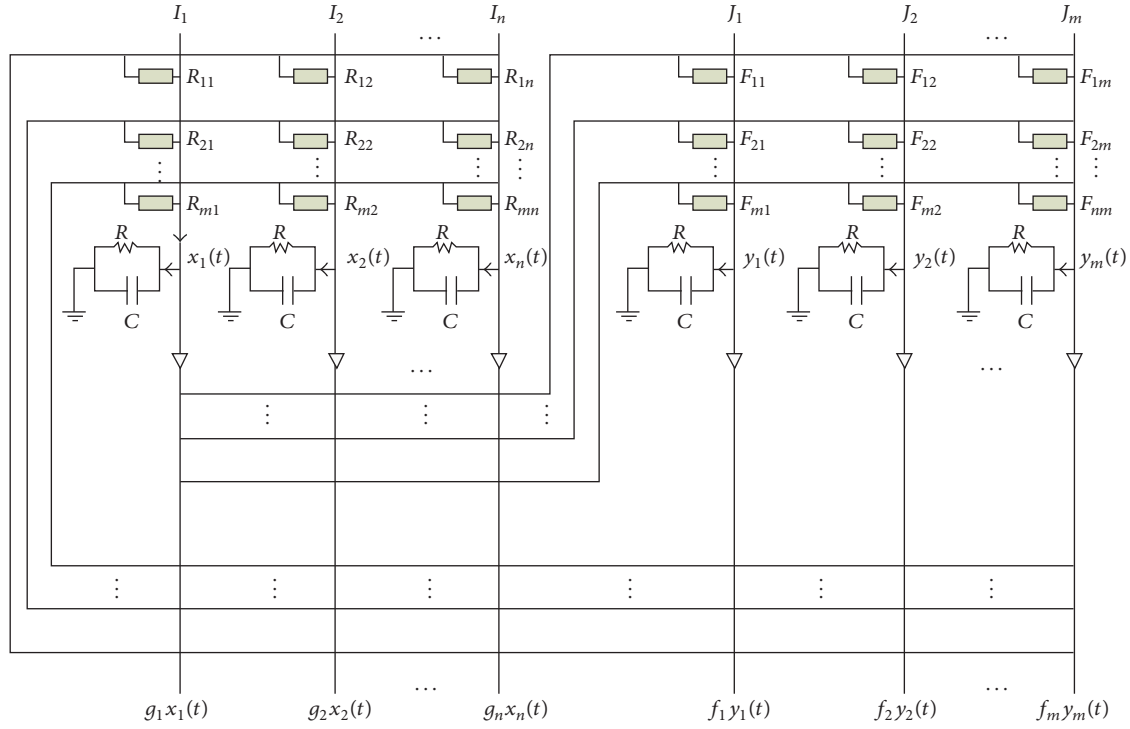 I₁ I₂ ... Iₙ J₁ J₂ ... Jₘ
R₁₁ R₁₂ R₁ₙ F₁₁ F₁₂ F₁ₘ
R₂₁ R₂₂ R₂ₙ F₂₁ F₂₂ F₂ₘ
Rₘ₁ Rₘ₂ Rₘₙ Fₘ₁ Fₘ₂ Fₙₘ
R R R R R R
x₁(t) x₂(t) xₙ(t) y₁(t) y₂(t) yₘ(t)
C C C C C C
... ...
g₁x₁(t) g₂x₂(t) ... gₙxₙ(t) f₁y₁(t) f₂y₂(t) ... fₘyₘ(t)